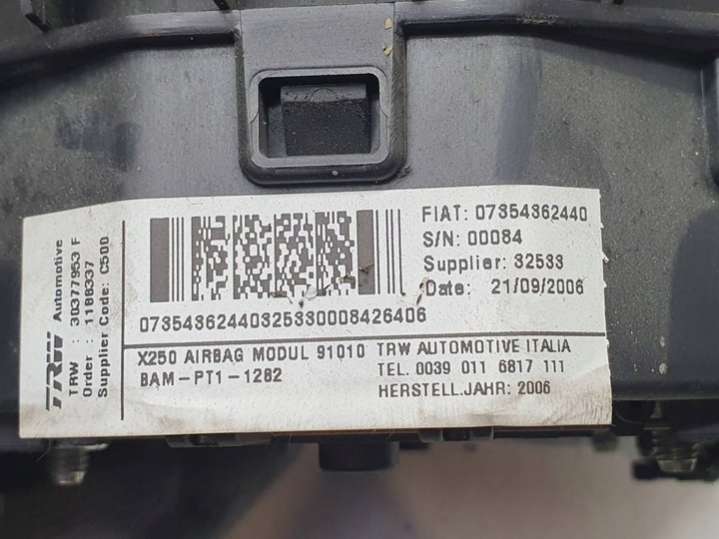 TRW Automotive
TRW : 30377953 F
Order : 1188337
Supplier Code: C500
FIAT: 07354362440
S/N: 00084
Supplier: 32533
Date: 21/09/2006
07354362440325330008426406
X250 AIRBAG MODUL 91010
BAM-PT1-1282
TRW AUTOMOTIVE ITALIA
TEL. 0039 011 6817 111
HERSTELL.JAHR: 2006